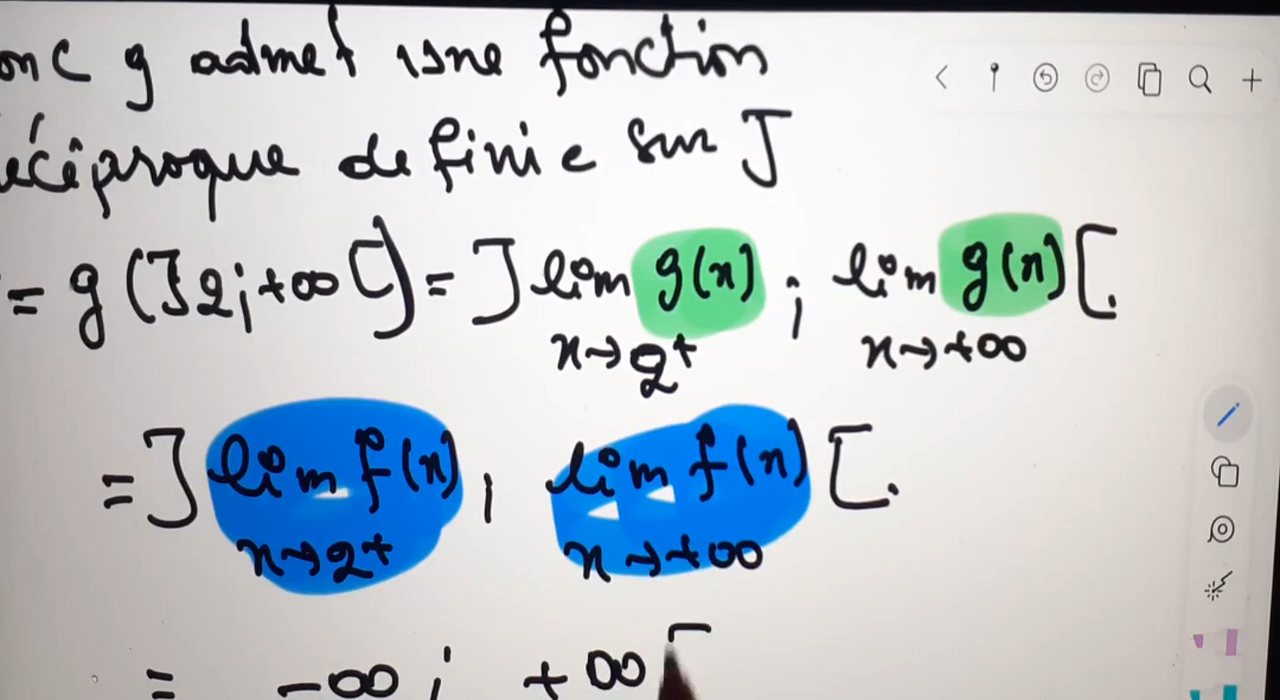 onc g admet une fonction
éciproque definie sur J
= g(]2;+∞[) = ]lim g(x) ; lim g(x)[.
x→2+ x→+∞
= ]lim f(x) , lim f(x)[.
x→2+ x→+∞
= -∞ ; +∞[